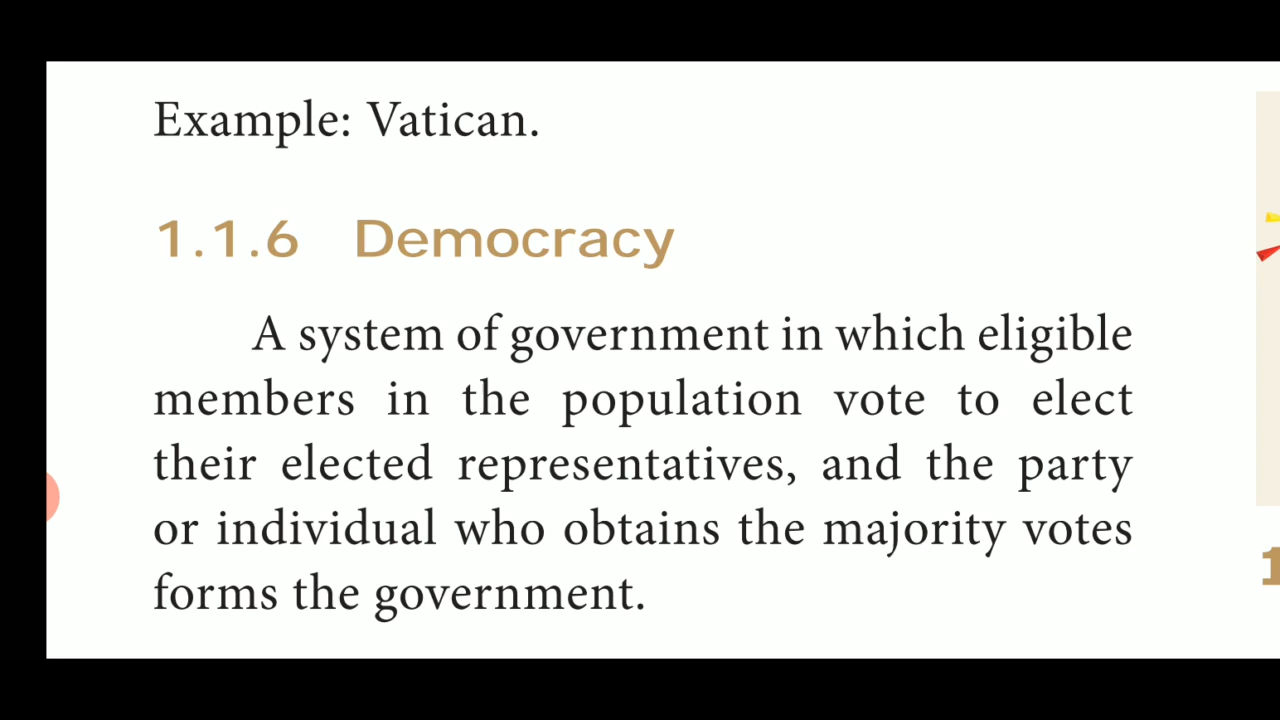 Example: Vatican.
1.1.6 Democracy
A system of government in which eligible
members in the population vote to elect
their elected representatives, and the party
or individual who obtains the majority votes
forms the government.